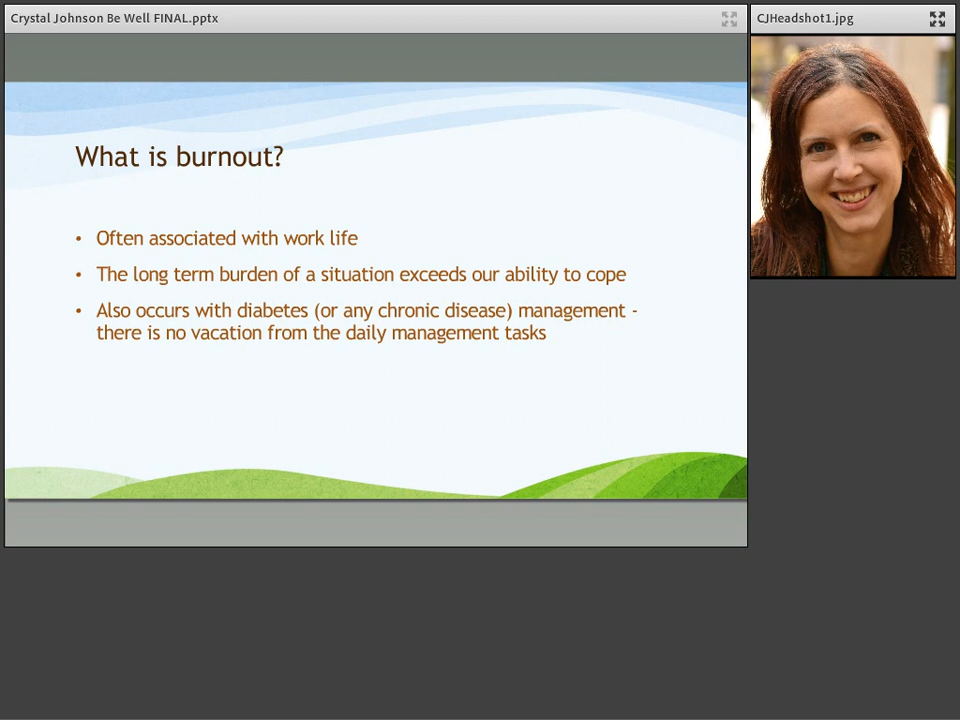 Crystal Johnson Be Well FINAL.pptx
CJHeadshot1.jpg
What is burnout?
• Often associated with work life
• The long term burden of a situation exceeds our ability to cope
• Also occurs with diabetes (or any chronic disease) management -
there is no vacation from the daily management tasks